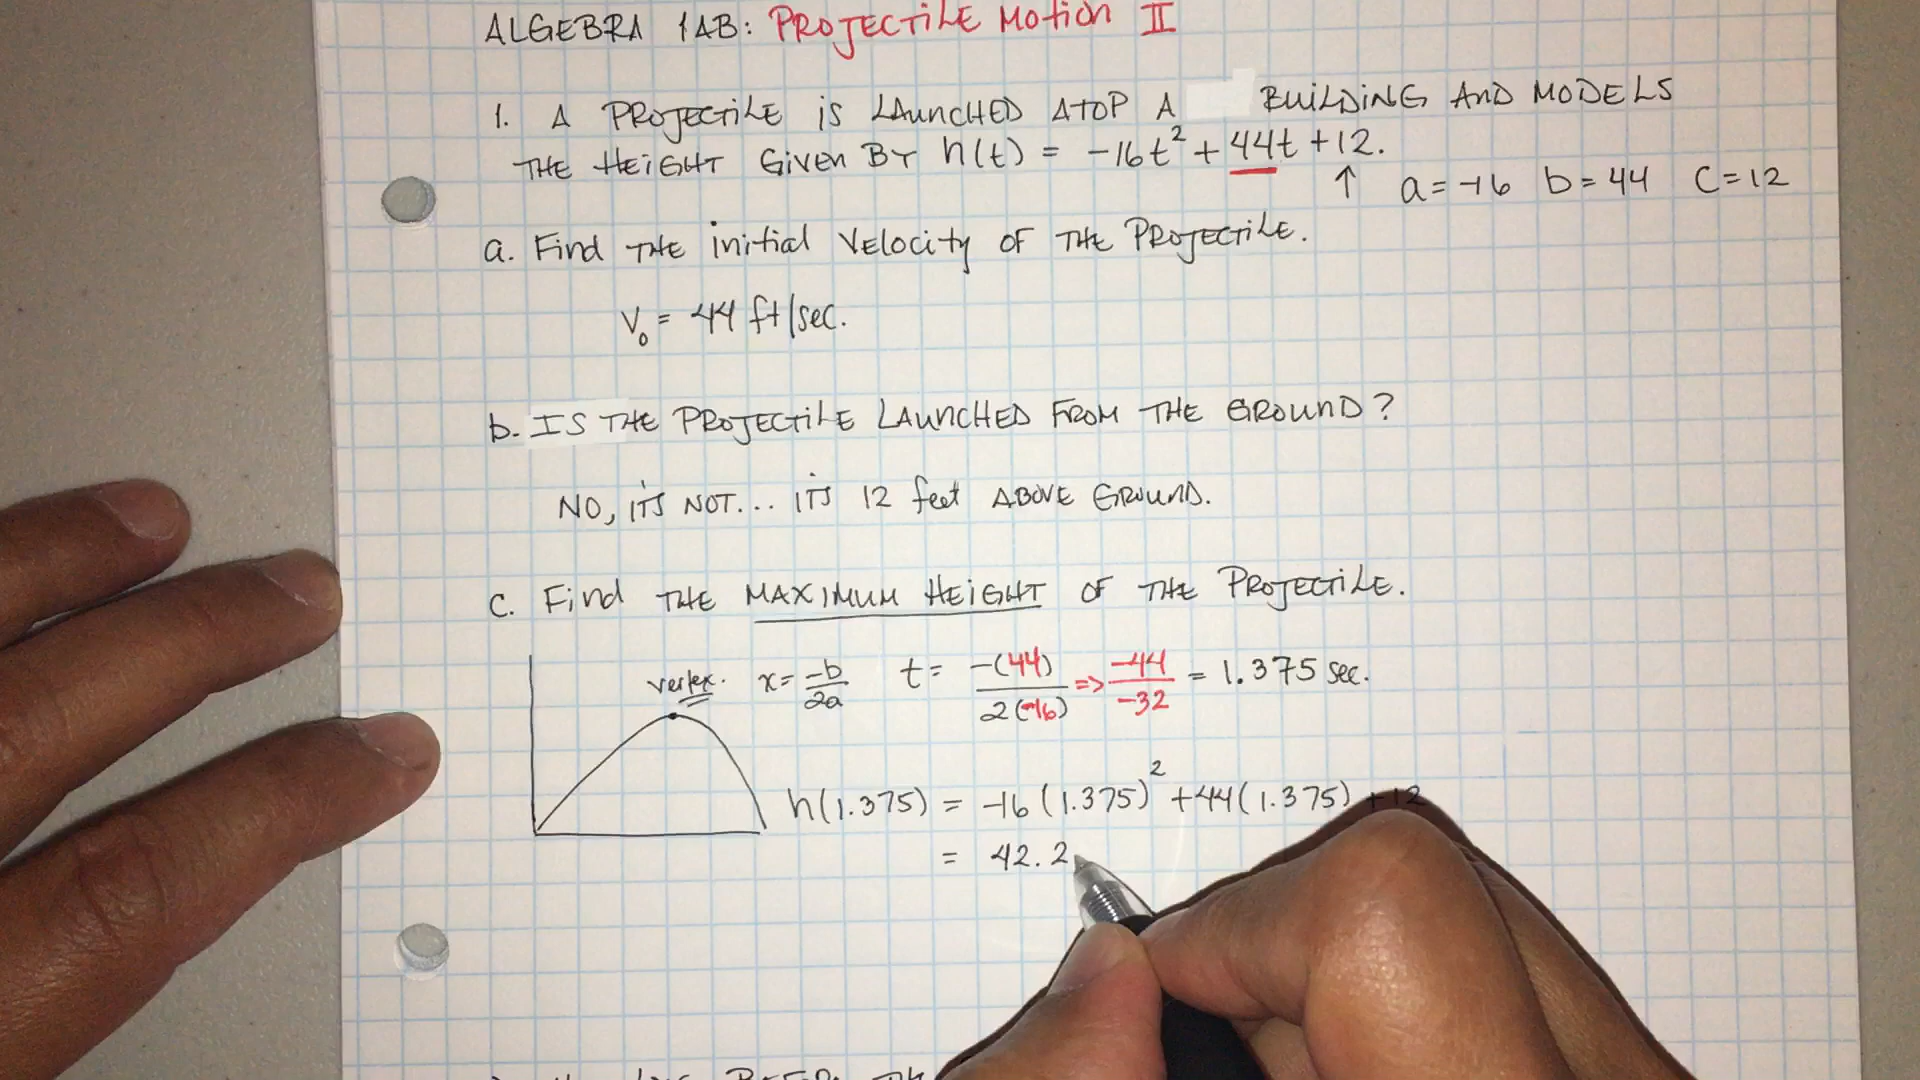 ALGEBRA 1AB: PROJECTILE MOTION II
1. A PROJECTILE IS LAUNCHED ATOP A BUILDING AND MODELS
THE HEIGHT GIVEN BY h(t) = -16t² + 44t + 12.
↑ a = -16 b = 44 c = 12
a. Find THE initial VELOCITY OF THE PROJECTILE.
V₀ = 44 ft/sec.
b. IS THE PROJECTILE LAUNCHED FROM THE GROUND?
NO, IT'S NOT... IT'S 12 feet ABOVE GROUND.
c. Find THE MAXIMUM HEIGHT OF THE PROJECTILE.
vertex. x = -b/2a t = -(44)/2(-16) => -44/-32 = 1.375 sec.
h(1.375) = -16(1.375)² + 44(1.375) + 12
= 42.2